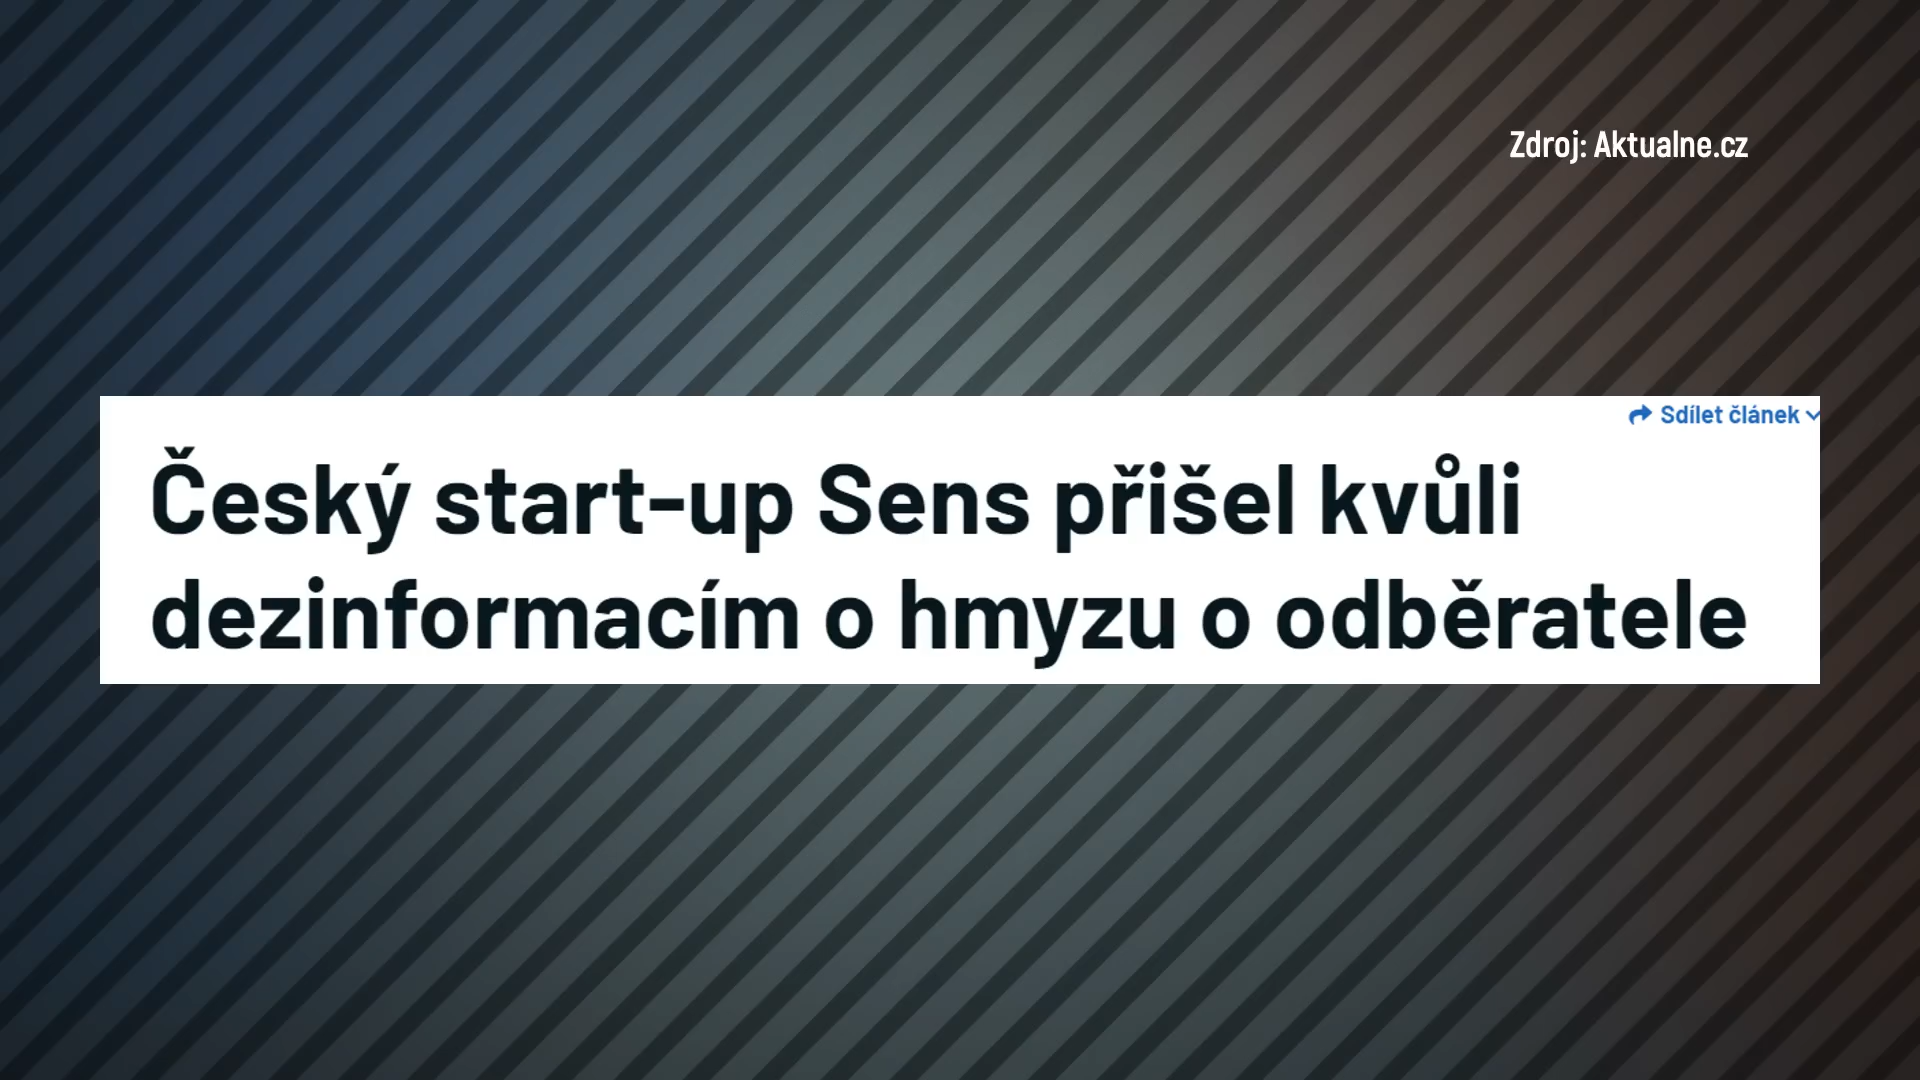 Zdroj: Aktualne.cz
Sdílet článek
Český start-up Sens přišel kvůli
dezinformacím o hmyzu o odběratele